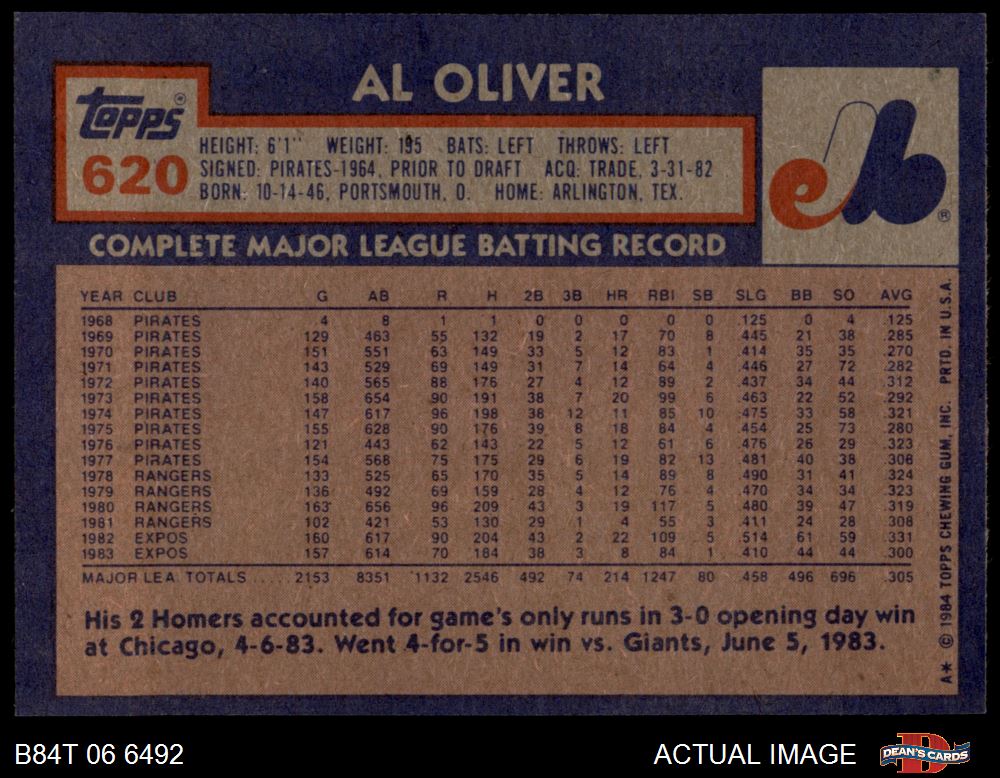 AL OLIVER
Topps®
620
HEIGHT: 6'1" WEIGHT: 195 BATS: LEFT THROWS: LEFT
SIGNED: PIRATES-1964, PRIOR TO DRAFT ACQ: TRADE, 3-31-82
BORN: 10-14-46, PORTSMOUTH, O. HOME: ARLINGTON, TEX.
eb®
COMPLETE MAJOR LEAGUE BATTING RECORD
YEAR CLUB G AB R H 2B 3B HR RBI SB SLG BB SO AVG
1968 PIRATES 4 8 1 1 0 0 0 0 0 .125 0 4 .125
1969 PIRATES 129 463 55 132 19 2 17 70 8 .445 21 38 .285
1970 PIRATES 151 551 63 149 33 5 12 83 1 .414 35 35 .270
1971 PIRATES 143 529 69 149 31 7 14 64 4 .446 27 72 .282
1972 PIRATES 140 565 88 176 27 4 12 89 2 .437 34 44 .312
1973 PIRATES 158 654 90 191 38 7 20 99 6 .463 22 52 .292
1974 PIRATES 147 617 96 198 38 12 11 85 10 .475 33 58 .321
1975 PIRATES 155 628 90 176 39 8 18 84 4 .454 25 73 .280
1976 PIRATES 121 443 62 143 22 5 12 61 6 .476 26 29 .323
1977 PIRATES 154 568 75 175 29 6 19 82 13 .481 40 38 .308
1978 RANGERS 133 525 65 170 35 5 14 89 8 .490 31 41 .324
1979 RANGERS 136 492 69 159 28 4 12 76 4 .470 34 34 .323
1980 RANGERS 163 656 96 209 43 3 19 117 5 .480 39 47 .319
1981 RANGERS 102 421 53 130 29 1 4 55 3 .411 24 28 .308
1982 EXPOS 160 617 90 204 43 2 22 109 5 .514 61 59 .331
1983 EXPOS 157 614 70 184 38 3 8 84 1 .410 44 44 .300
MAJOR LEA. TOTALS ..... 2153 8351 1132 2546 492 74 214 1247 80 .458 496 696 .305
His 2 Homers accounted for game's only runs in 3-0 opening day win
at Chicago, 4-6-83. Went 4-for-5 in win vs. Giants, June 5, 1983.
A* © 1984 TOPPS CHEWING GUM, INC. PRTD. IN U.S.A.
B84T 06 6492 ACTUAL IMAGE
D
DEAN'S CARDS